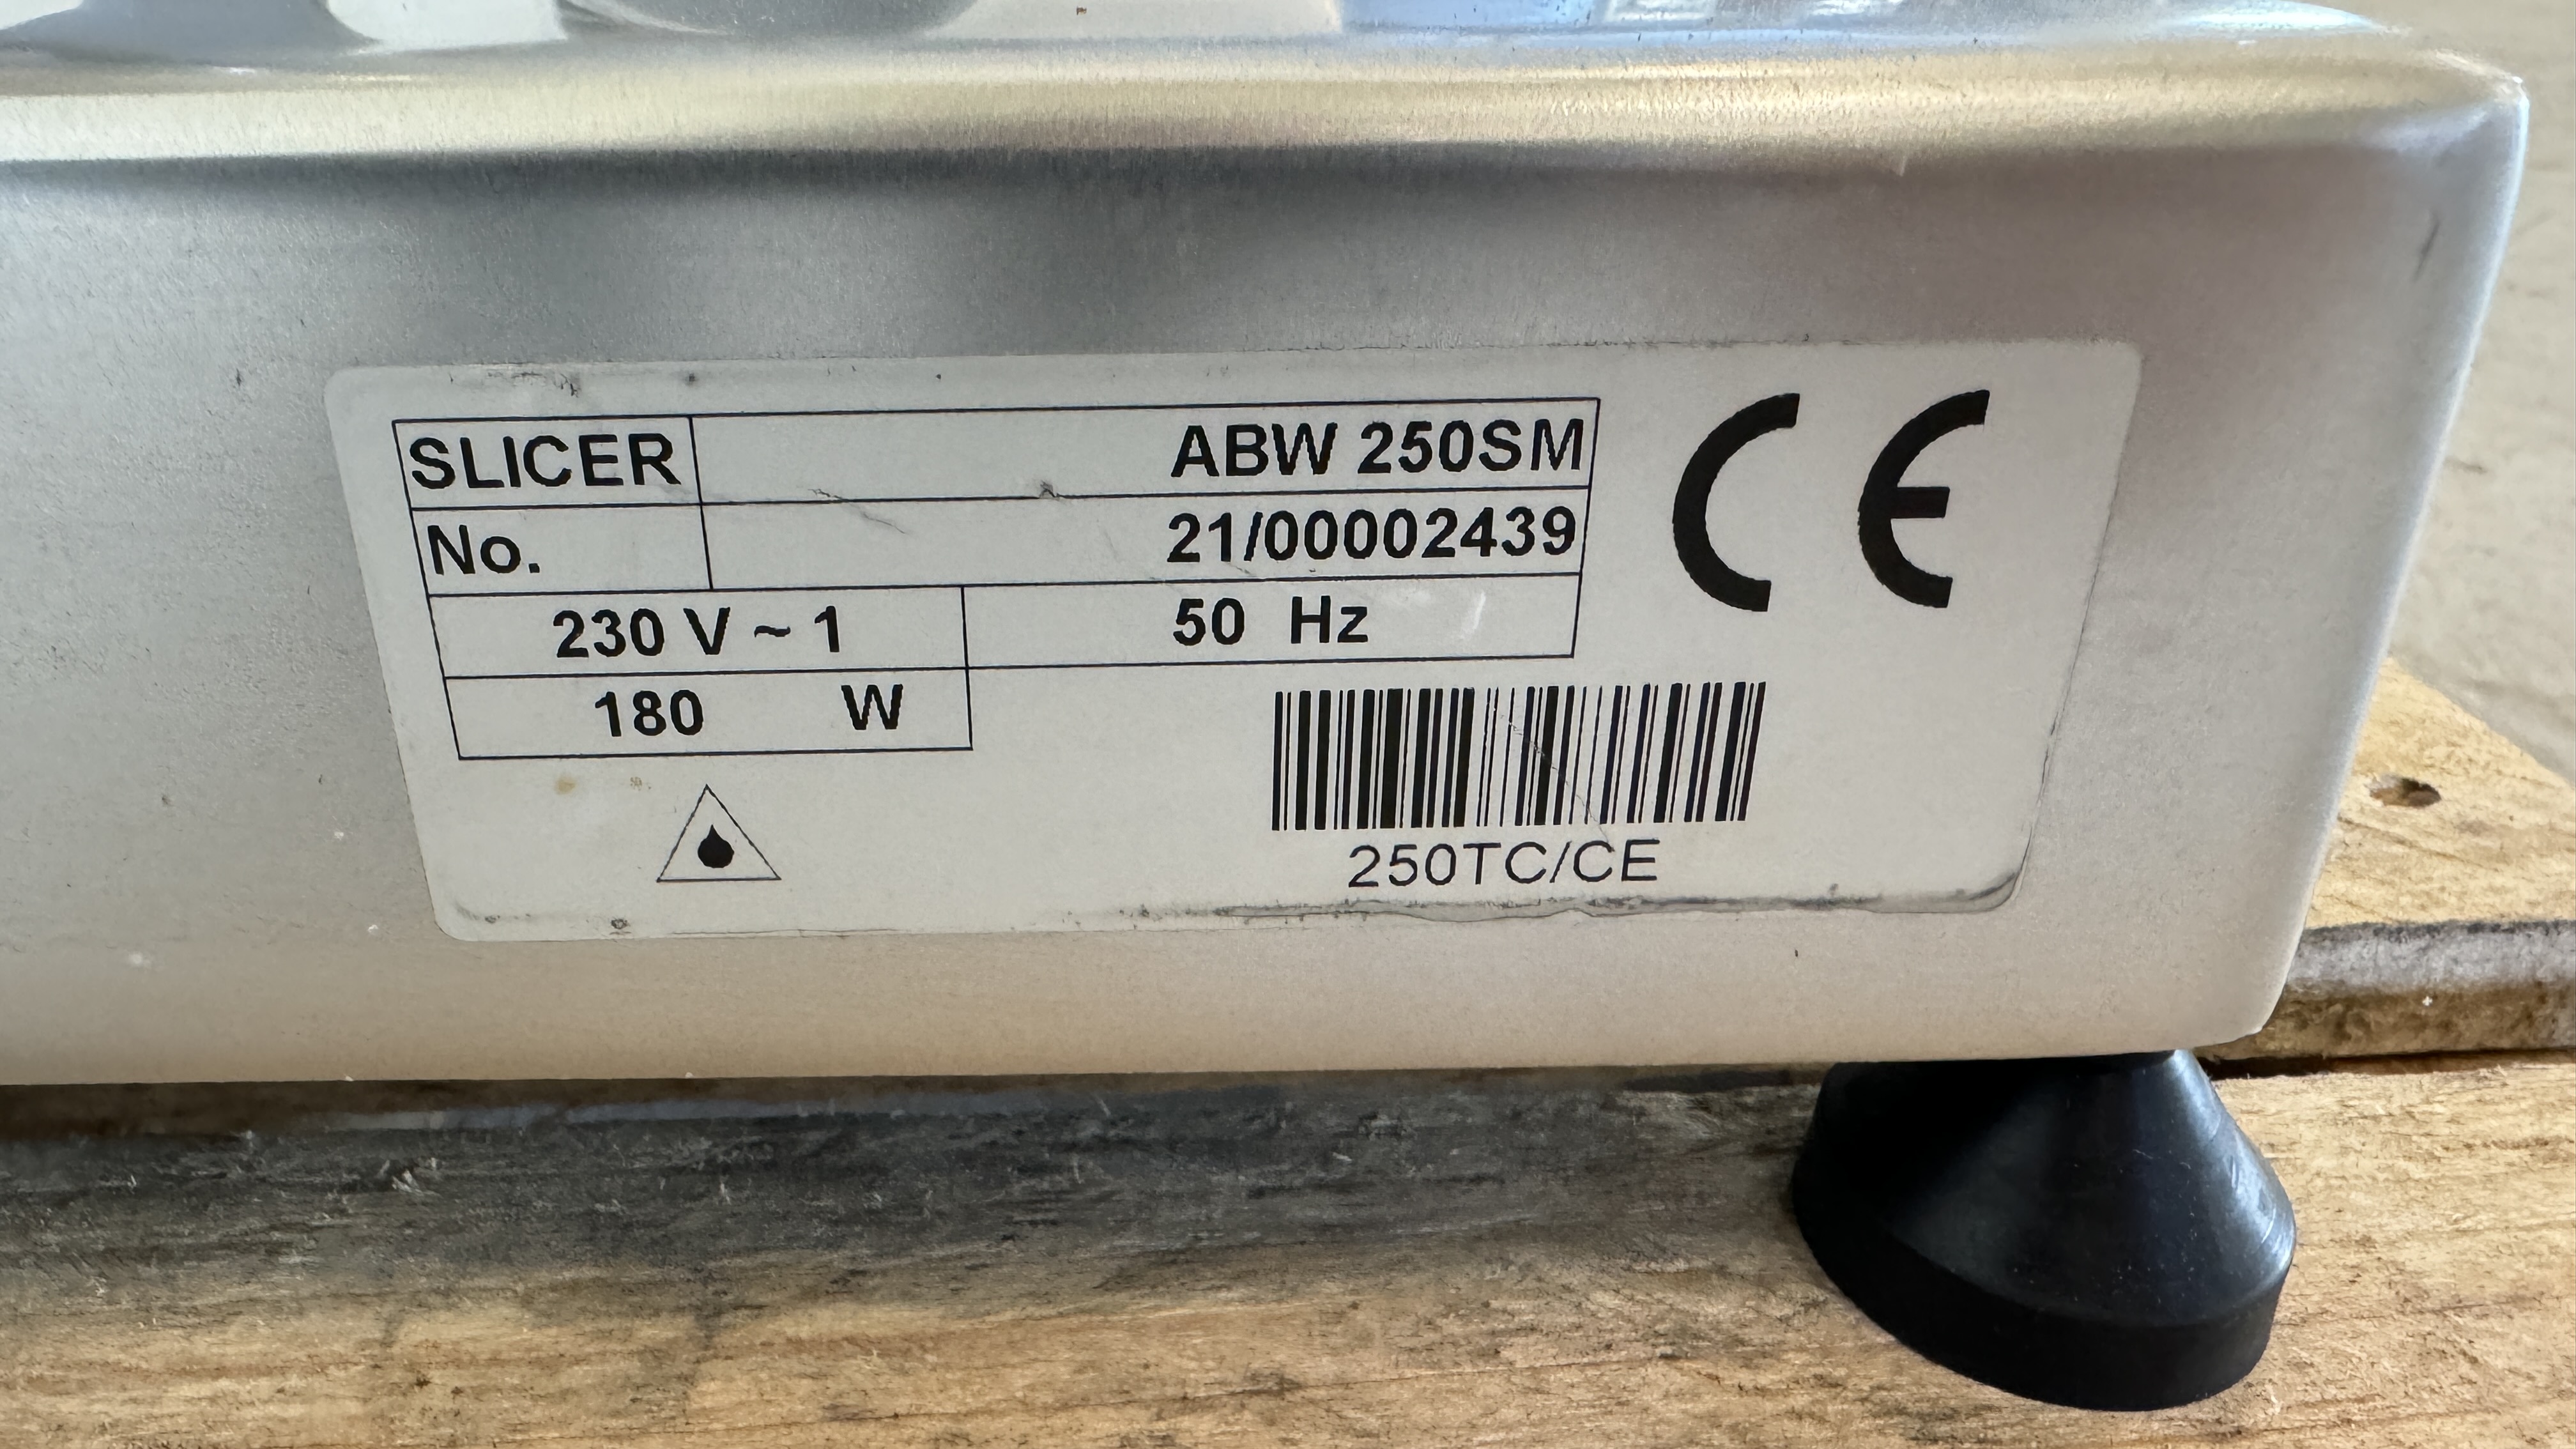 SLICER ABW 250SM
No. 21/00002439
230 V ~ 1 50 Hz
180 W
CE
250TC/CE